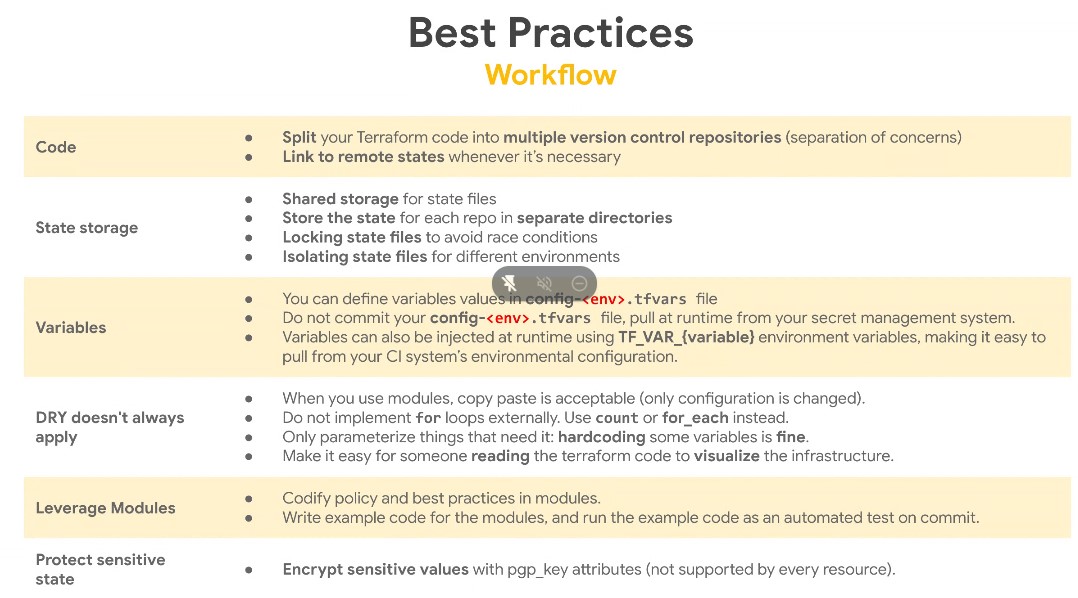 Best Practices
Workflow
Code
● Split your Terraform code into multiple version control repositories (separation of concerns)
● Link to remote states whenever it's necessary
State storage
● Shared storage for state files
● Store the state for each repo in separate directories
● Locking state files to avoid race conditions
● Isolating state files for different environments
Variables
● You can define variables values in config-<env>.tfvars file
● Do not commit your config-<env>.tfvars file, pull at runtime from your secret management system.
● Variables can also be injected at runtime using TF_VAR_{variable} environment variables, making it easy to
pull from your CI system's environmental configuration.
DRY doesn't always
apply
● When you use modules, copy paste is acceptable (only configuration is changed).
● Do not implement for loops externally. Use count or for_each instead.
● Only parameterize things that need it: hardcoding some variables is fine.
● Make it easy for someone reading the terraform code to visualize the infrastructure.
Leverage Modules
● Codify policy and best practices in modules.
● Write example code for the modules, and run the example code as an automated test on commit.
Protect sensitive
state
● Encrypt sensitive values with pgp_key attributes (not supported by every resource).